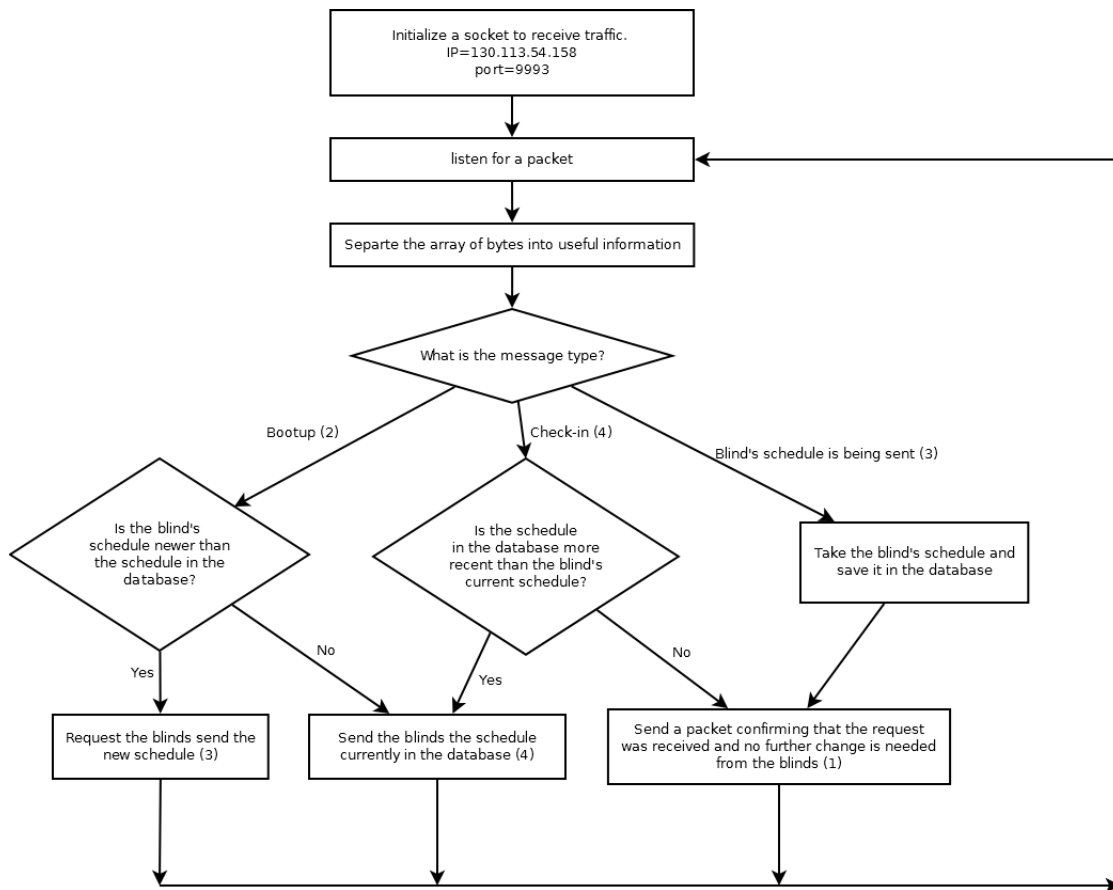 Initialize a socket to receive traffic.
IP=130.113.54.158
port=9993
listen for a packet
Separte the array of bytes into useful information
What is the message type?
Bootup (2)
Check-in (4)
Blind's schedule is being sent (3)
Is the blind's
schedule newer than
the schedule in the
database?
Is the schedule
in the database more
recent than the blind's
current schedule?
Take the blind's schedule and
save it in the database
Yes
No
Yes
No
Request the blinds send the
new schedule (3)
Send the blinds the schedule
currently in the database (4)
Send a packet confirming that the request
was received and no further change is needed
from the blinds (1)